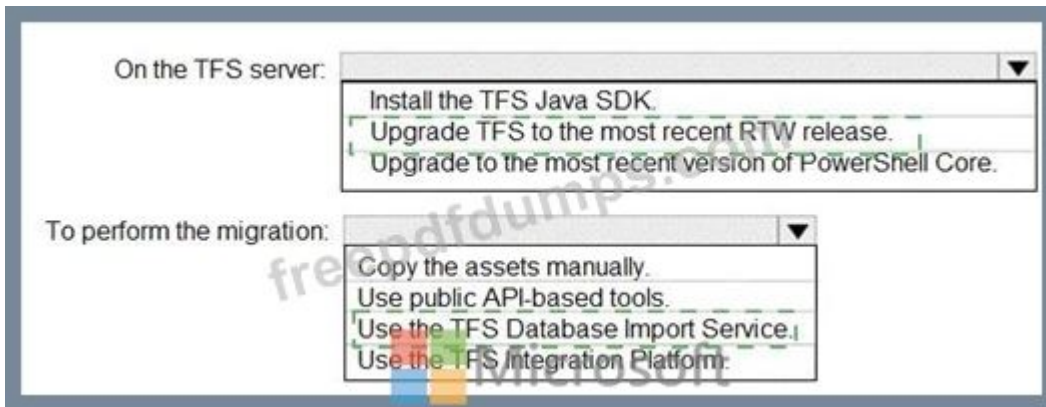 On the TFS server:
Install the TFS Java SDK.
Upgrade TFS to the most recent RTW release.
Upgrade to the most recent version of PowerShell Core.
To perform the migration:
Copy the assets manually.
Use public API-based tools.
Use the TFS Database Import Service.
Use the TFS Integration Platform.
freepdfdumps.com
Microsoft